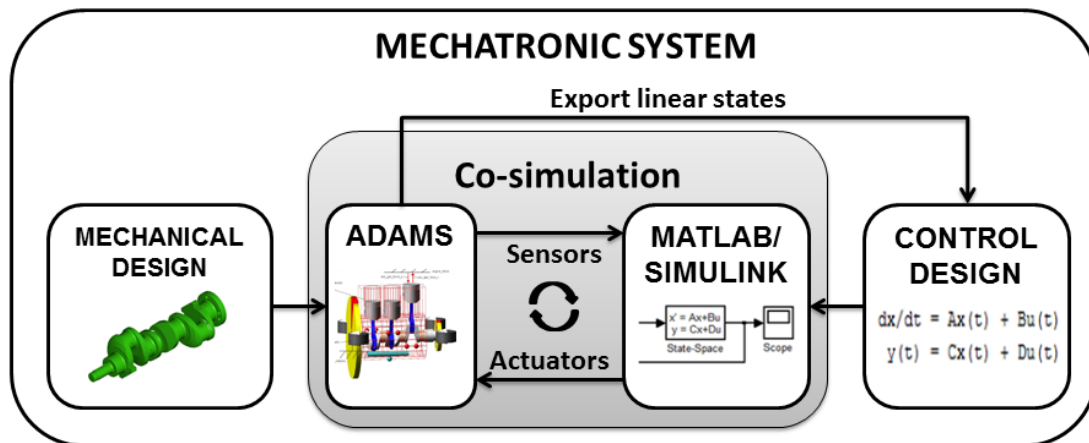 MECHATRONIC SYSTEM
Export linear states
Co-simulation
MECHANICAL
DESIGN
ADAMS
Sensors
Actuators
MATLAB/
SIMULINK
x' = Ax+Bu
y = Cx+Du
State-Space
Scope
CONTROL
DESIGN
dx/dt = Ax(t) + Bu(t)
y(t) = Cx(t) + Du(t)